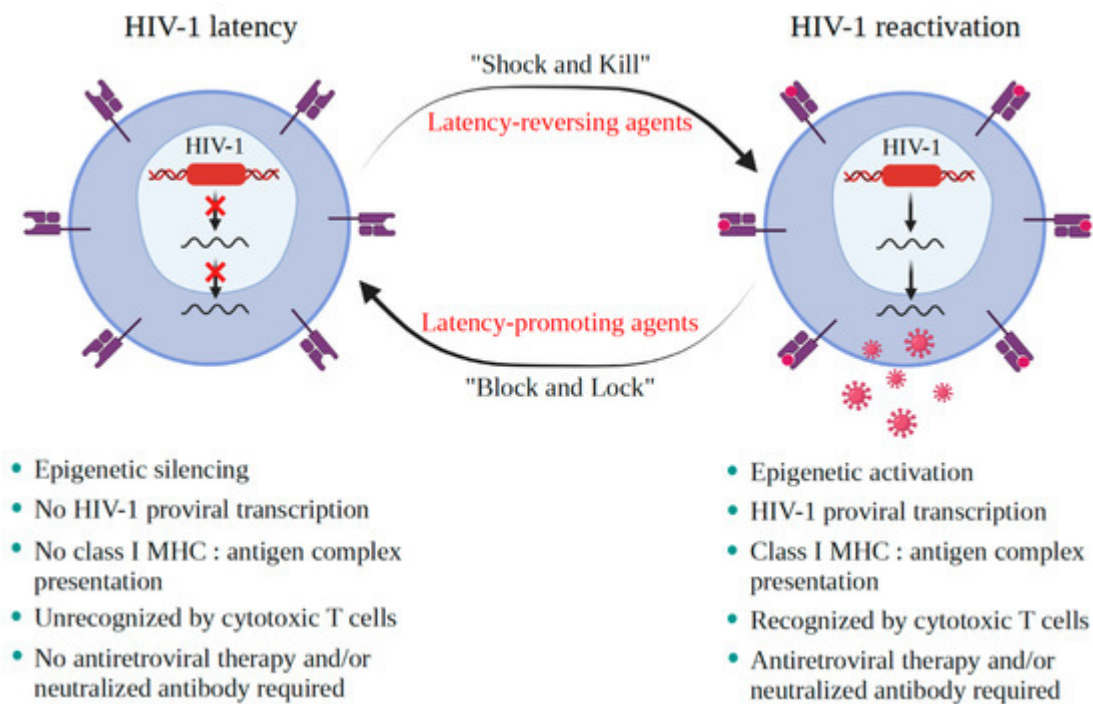 HIV-1 latency
HIV-1 reactivation
"Shock and Kill"
Latency-reversing agents
HIV-1
HIV-1
Latency-promoting agents
"Block and Lock"
• Epigenetic silencing
• No HIV-1 proviral transcription
• No class I MHC : antigen complex
presentation
• Unrecognized by cytotoxic T cells
• No antiretroviral therapy and/or
neutralized antibody required
• Epigenetic activation
• HIV-1 proviral transcription
• Class I MHC : antigen complex
presentation
• Recognized by cytotoxic T cells
• Antiretroviral therapy and/or
neutralized antibody required